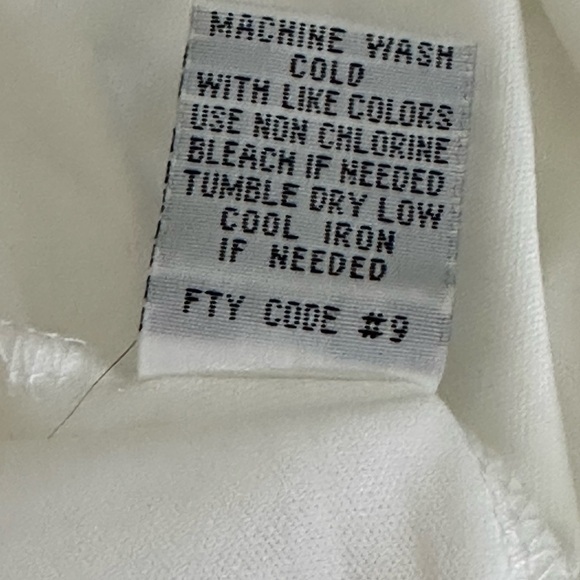 MACHINE WASH
COLD
WITH LIKE COLORS
USE NON CHLORINE
BLEACH IF NEEDED
TUMBLE DRY LOW
COOL IRON
IF NEEDED
FTY CODE #9